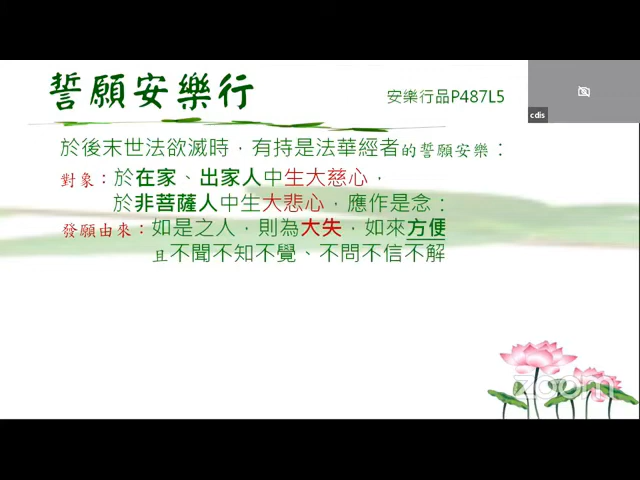 誓願安樂行
安樂行品P487L5
cdis
於後末世法欲滅時，有持是法華經者的誓願安樂：
對象：於在家、出家人中生大慈心，
於非菩薩人中生大悲心，應作是念：
發願由來：如是之人，則為大失，如來方便
且不聞不知不覺、不問不信不解
zoom